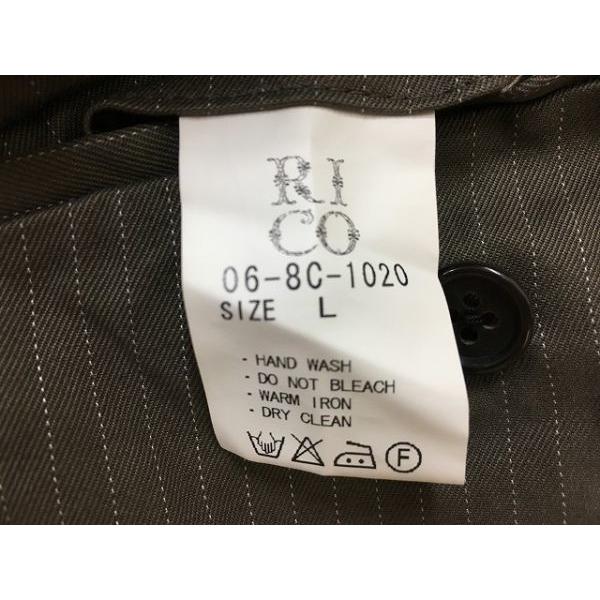 RI
CO
06-8C-1020
SIZE L
· HAND WASH
· DO NOT BLEACH
· WARM IRON
· DRY CLEAN
F